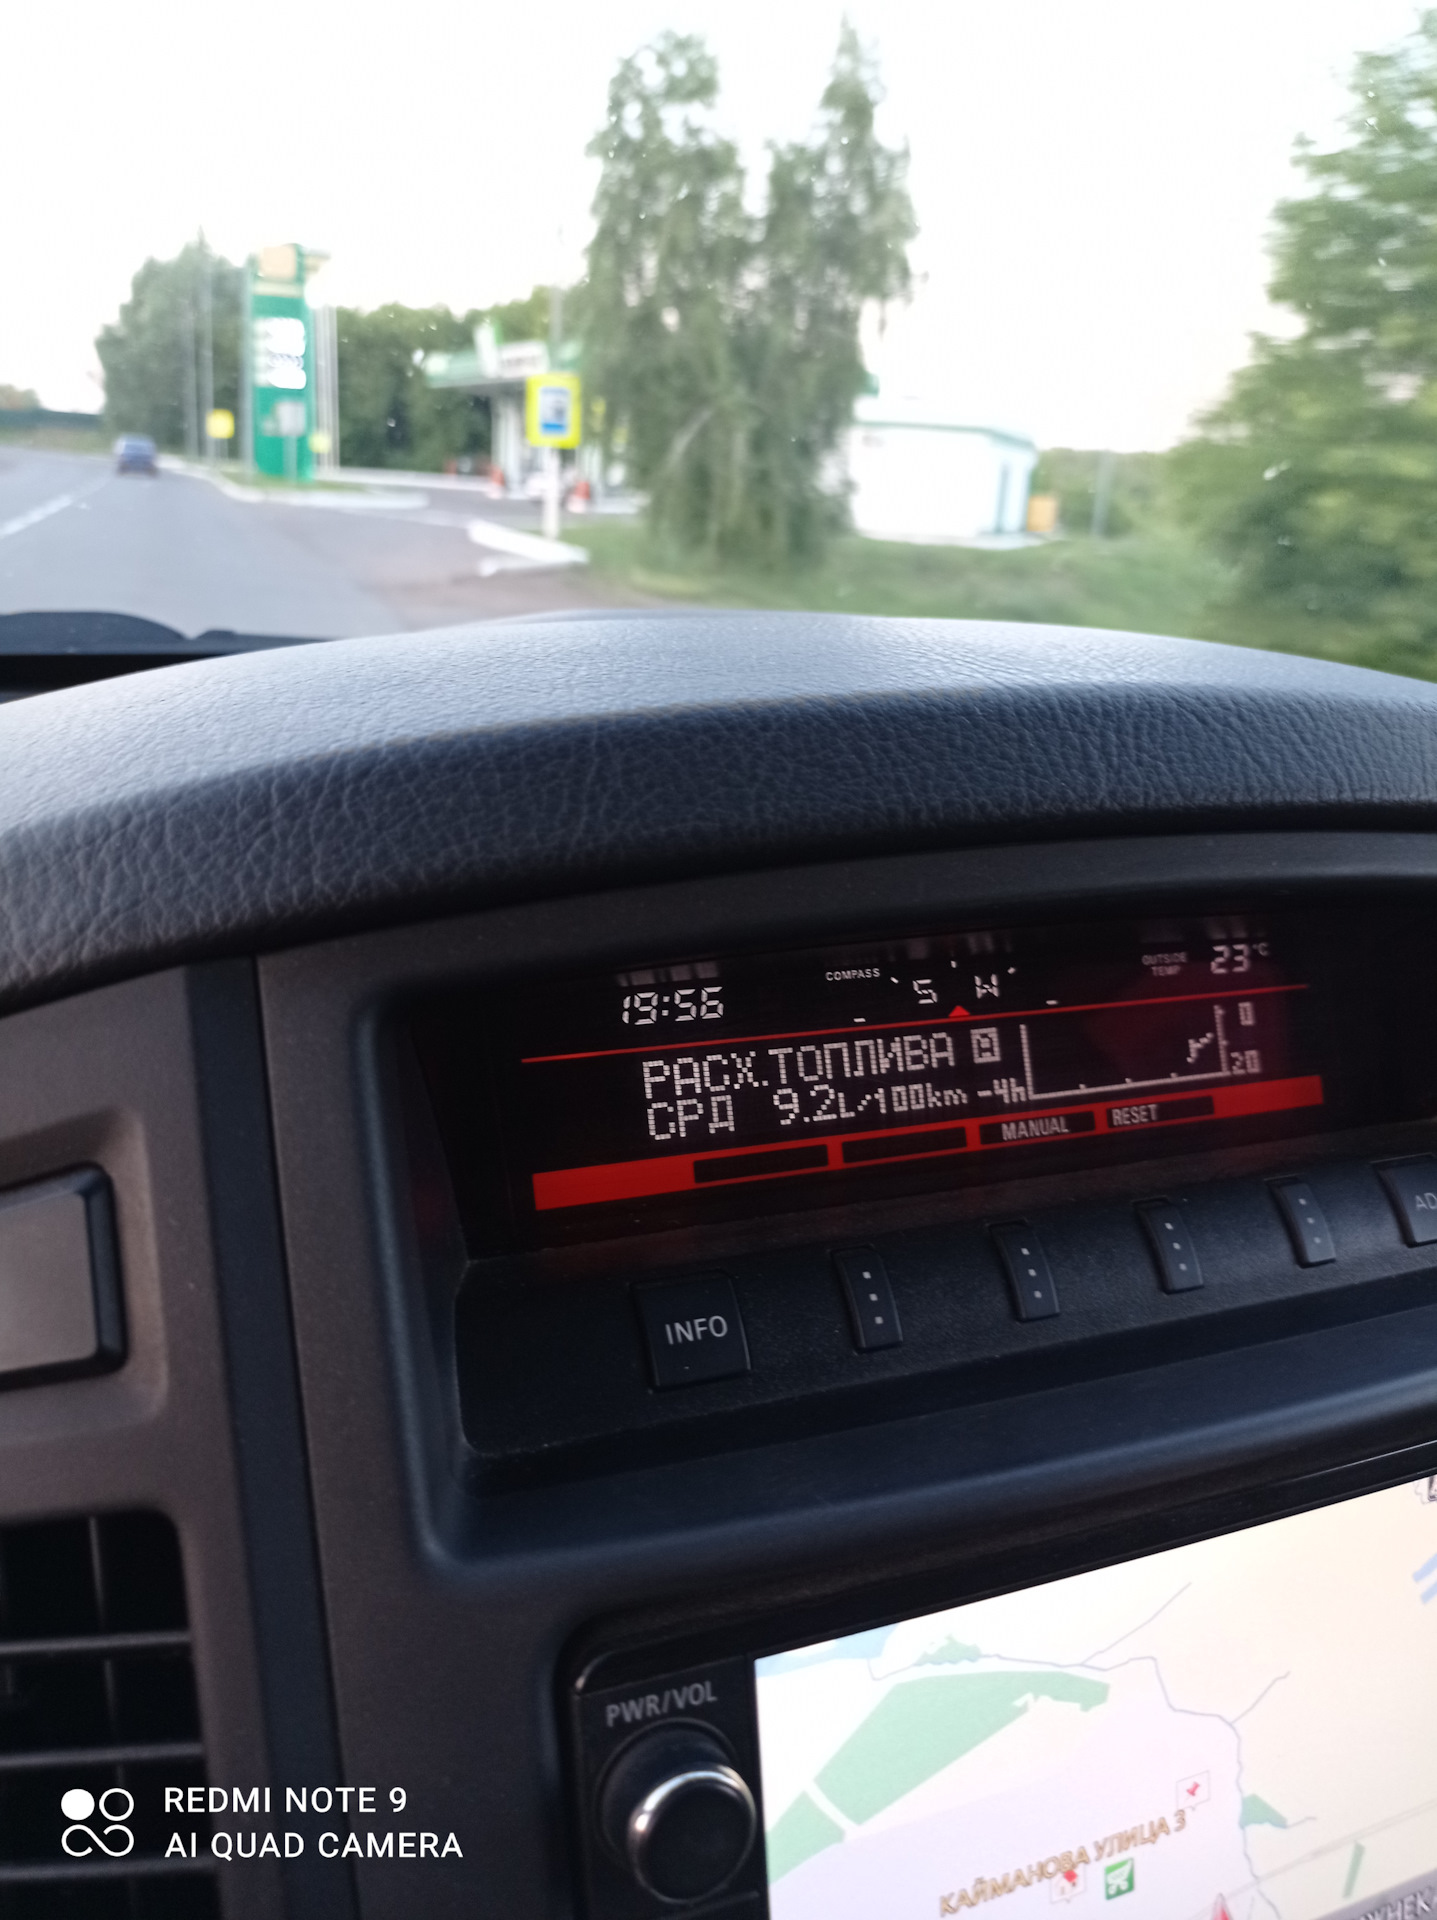 19:56
COMPASS
S W
OUTSIDE
TEMP
23°C
РАСХ.ТОПЛИВА M
СРД 9.2L/100km
-4h
0
20
MANUAL
RESET
INFO
PWR/VOL
КАЙМАНОВА УЛИЦА 3
REDMI NOTE 9
AI QUAD CAMERA